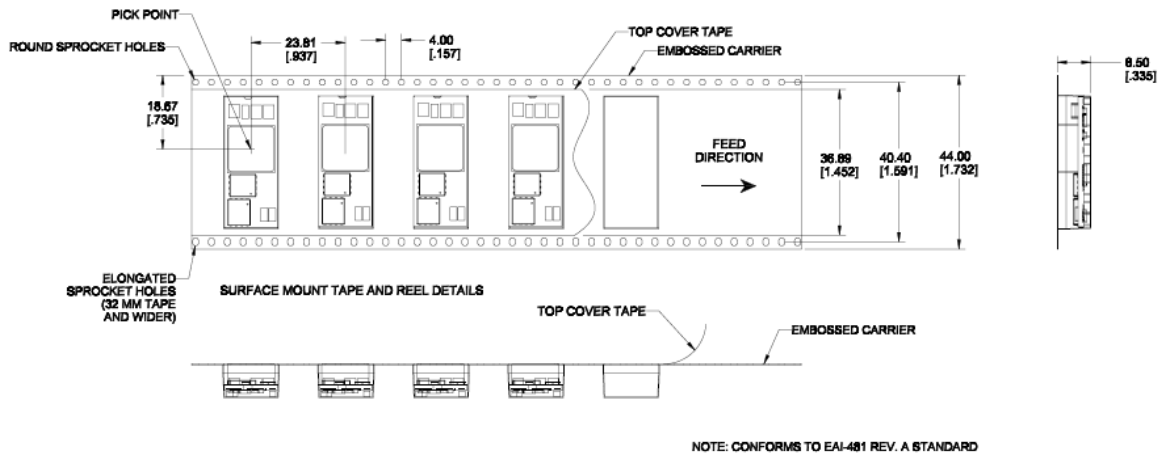 PICK POINT
ROUND SPROCKET HOLES
23.81
[.937]
4.00
[.157]
TOP COVER TAPE
EMBOSSED CARRIER
18.67
[.735]
FEED
DIRECTION
36.89
[1.452]
40.40
[1.591]
44.00
[1.732]
8.50
[.335]
ELONGATED
SPROCKET HOLES
(32 MM TAPE
AND WIDER)
SURFACE MOUNT TAPE AND REEL DETAILS
TOP COVER TAPE
EMBOSSED CARRIER
NOTE: CONFORMS TO EAI-481 REV. A STANDARD